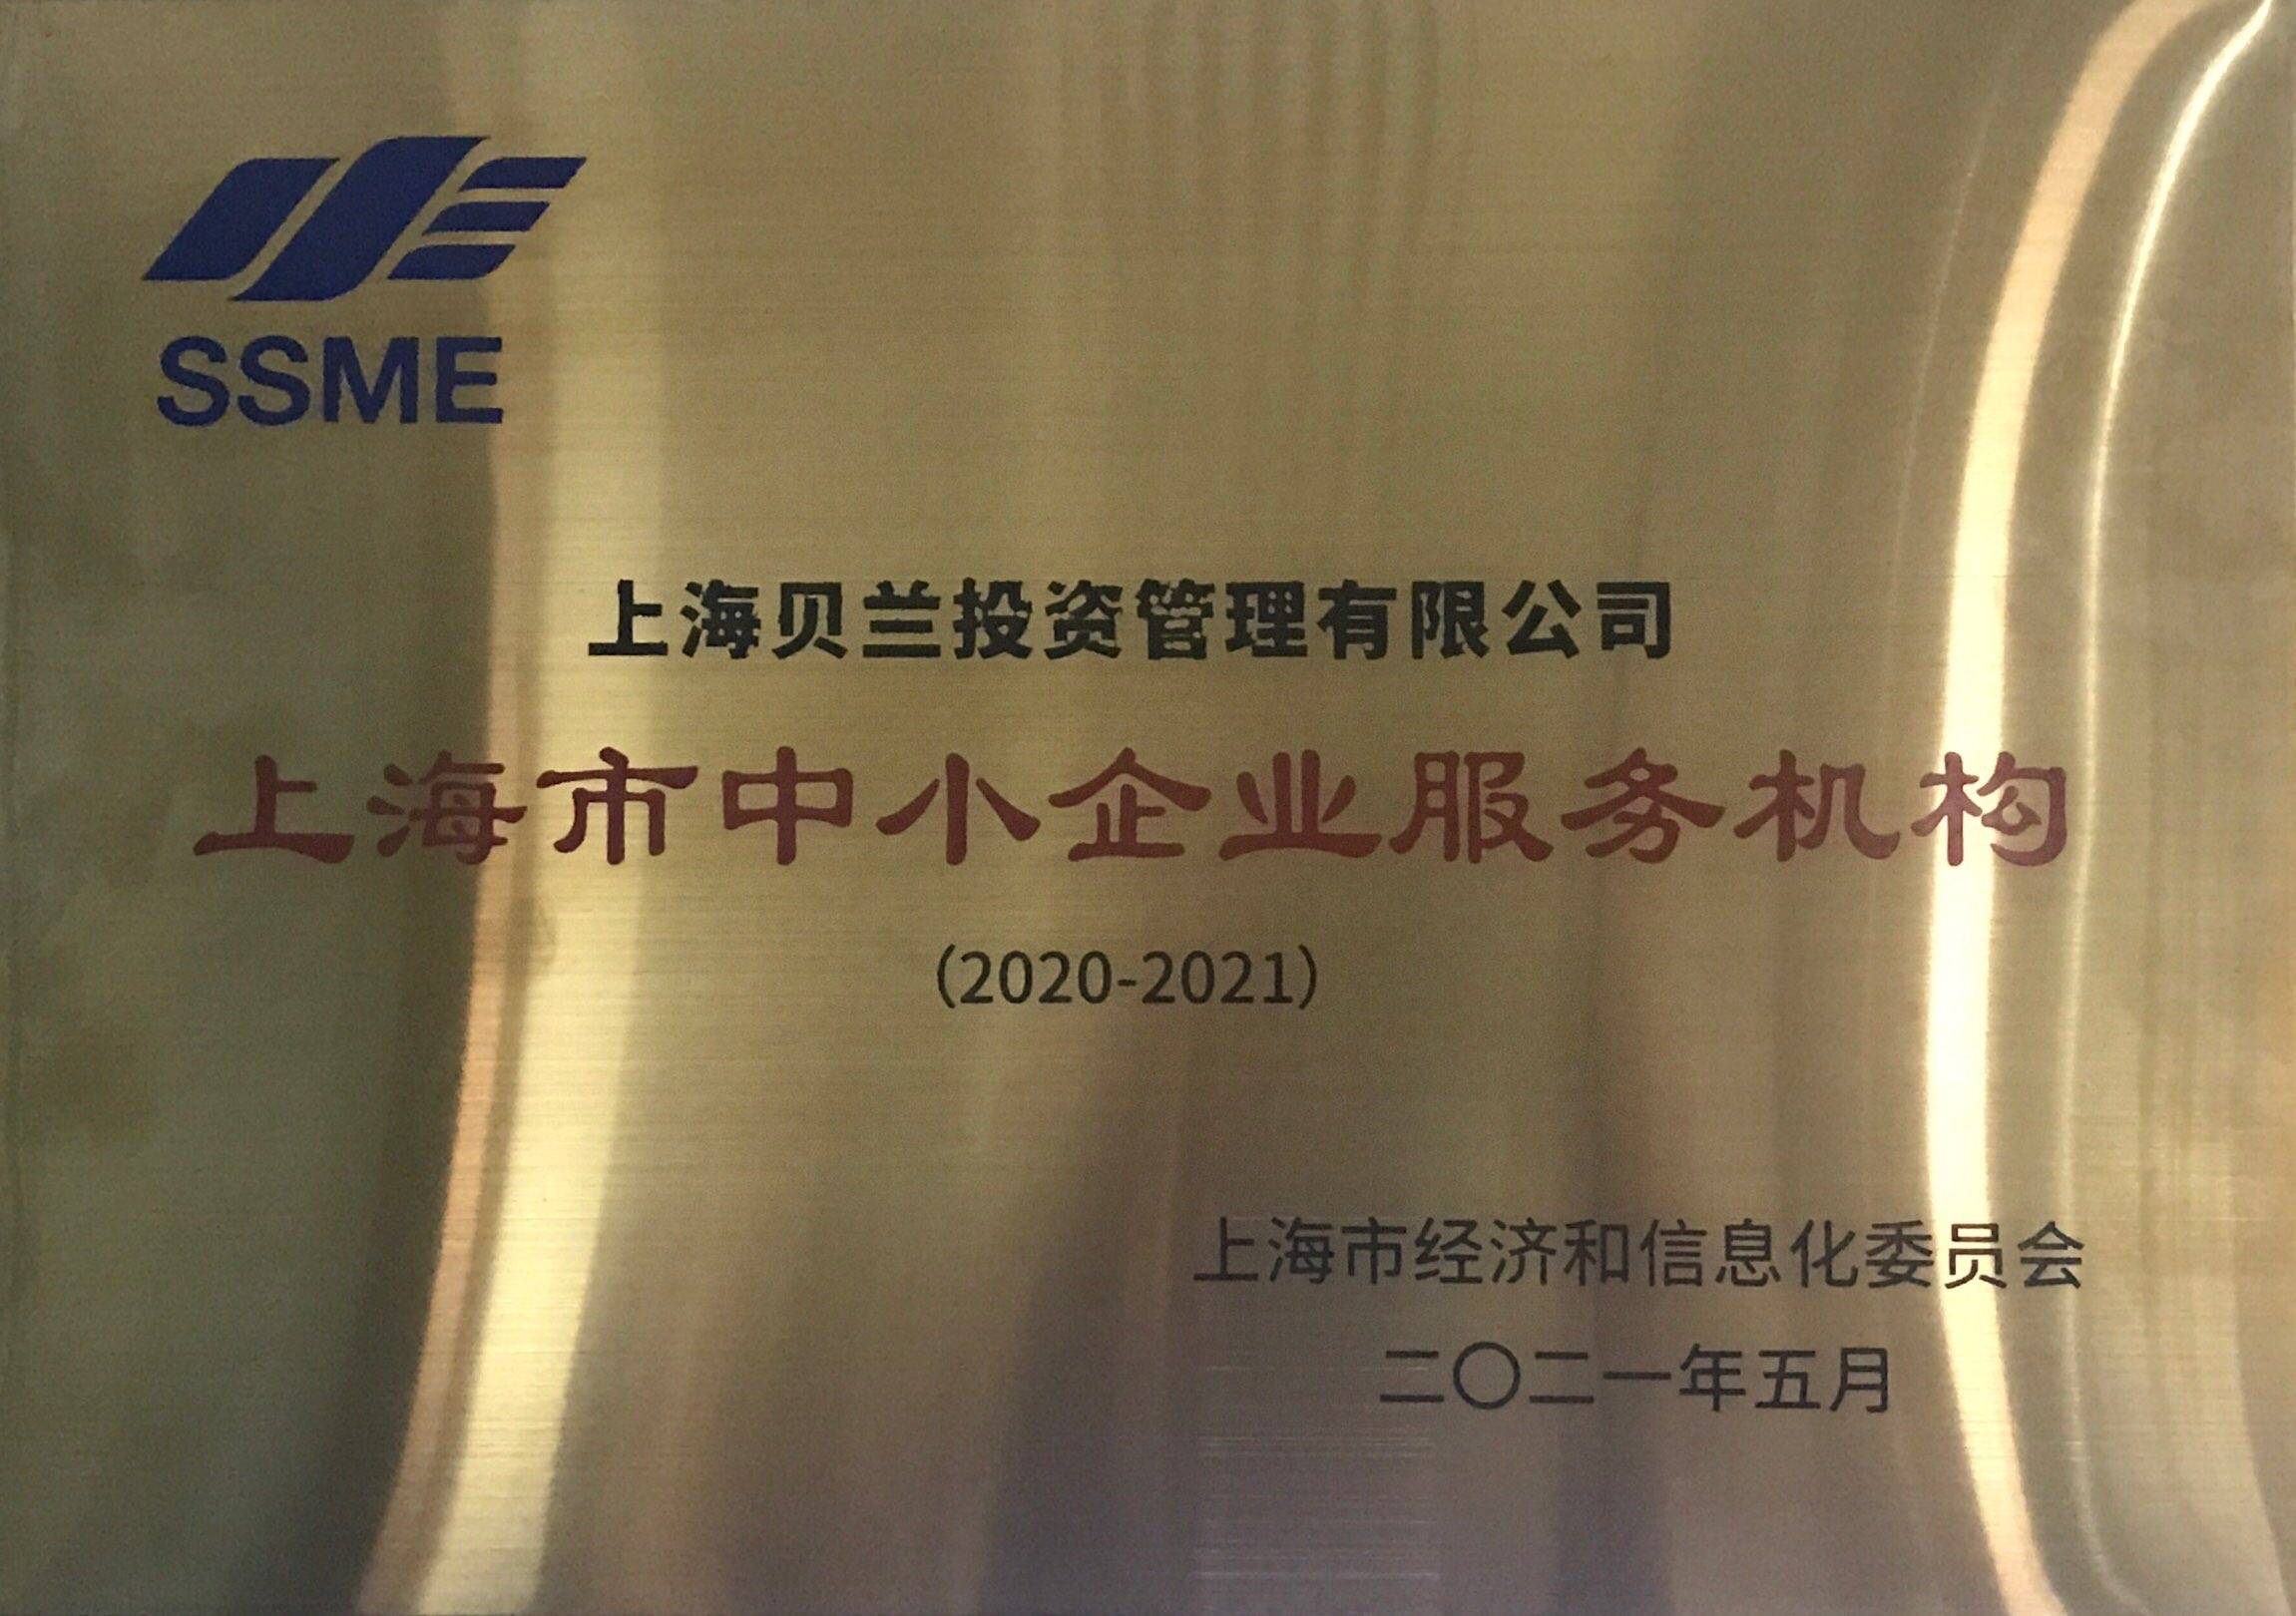 SSME
上海贝兰投资管理有限公司
上海市中小企业服务机构
(2020-2021)
上海市经济和信息化委员会
二〇二一年五月